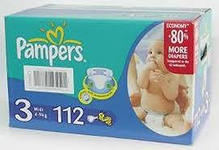 Pampers
3 MIDI
4-9kg
112
ECONOMY
+80%
MORE
DIAPERS